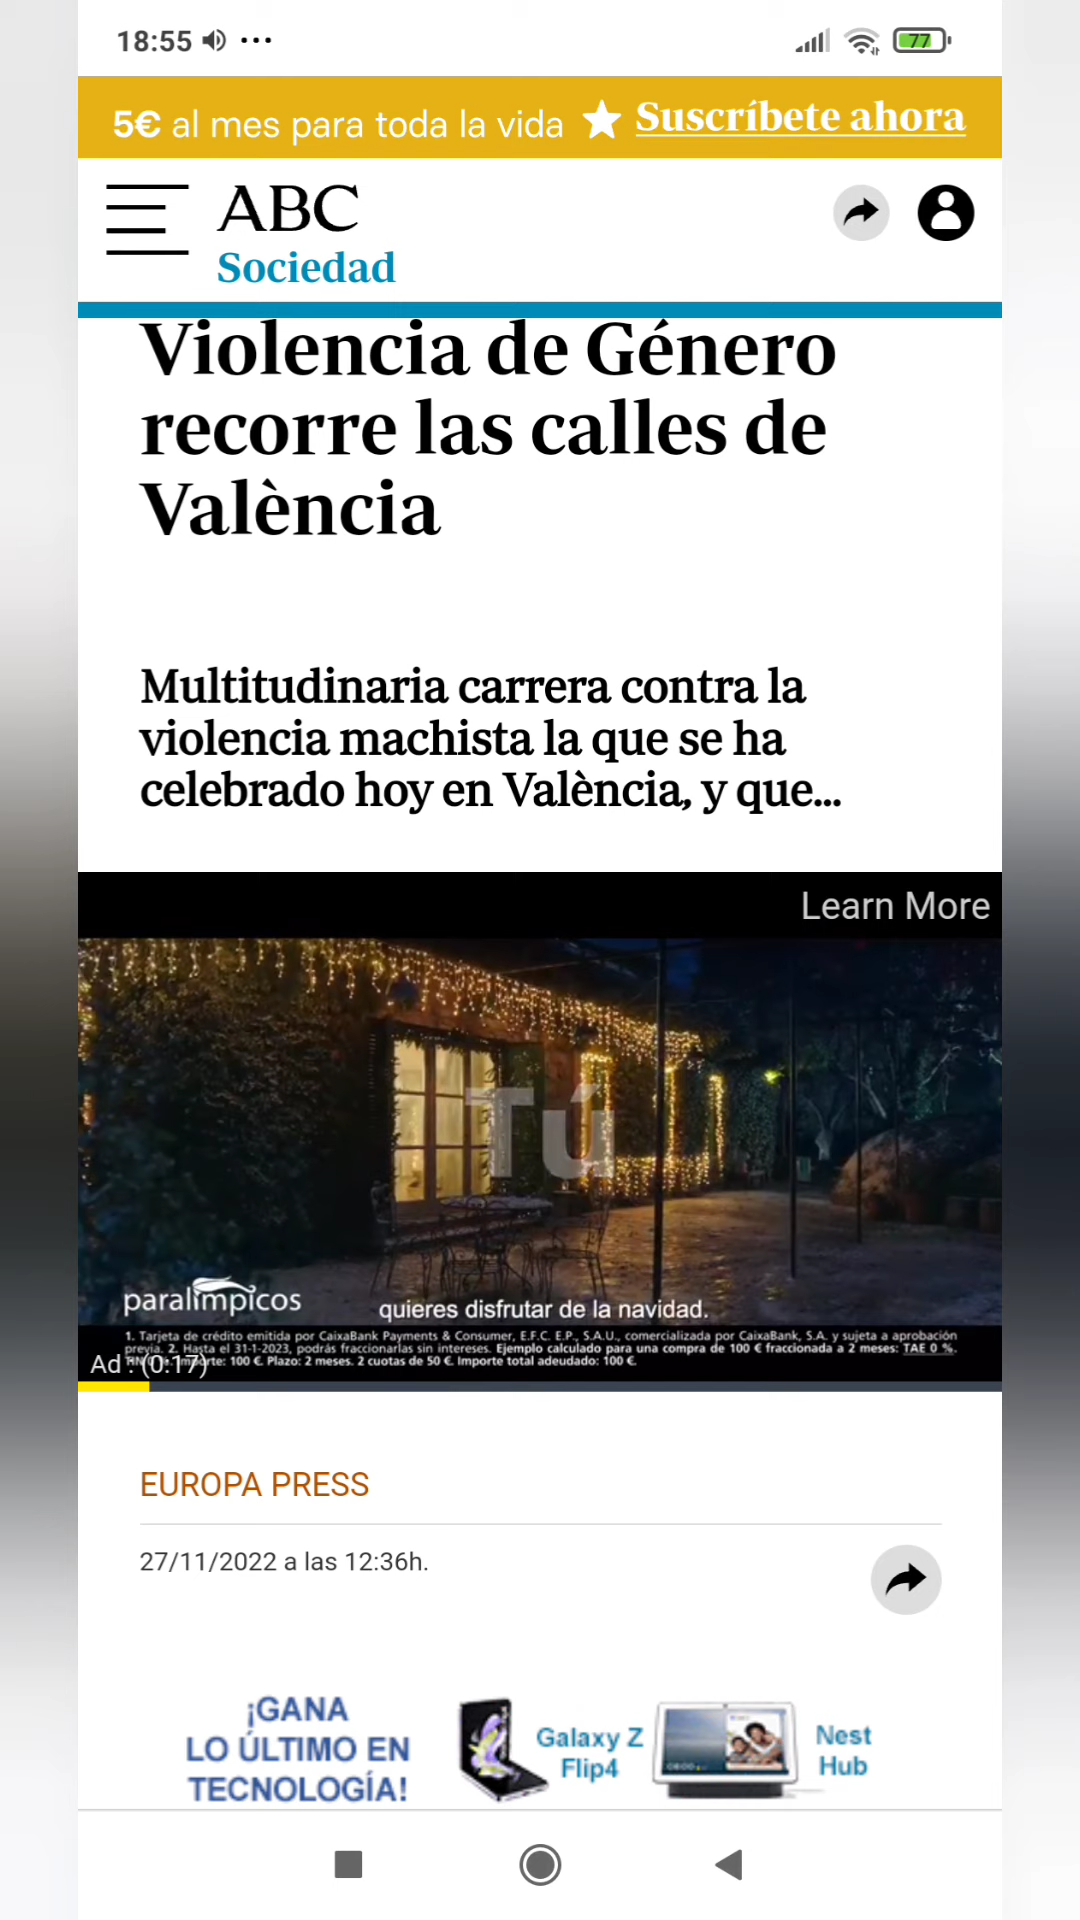 18:55
77
5€ al mes para toda la vida ★ Suscríbete ahora
ABC
Sociedad
Violencia de Género
recorre las calles de
València
Multitudinaria carrera contra la
violencia machista la que se ha
celebrado hoy en València, y que...
Learn More
Tú
paralímpicos
quieres disfrutar de la navidad.
1. Tarjeta de crédito emitida por CaixaBank Payments & Consumer, E.F.C. E.P., S.A.U., comercializada por CaixaBank, S.A. y sujeta a aprobación
previa. 2. Hasta el 31-1-2023, podrás fraccionarlas sin intereses. Ejemplo calculado para una compra de 100 € fraccionada a 2 meses: TAE 0 %.
Importe: 100 €. Plazo: 2 meses. 2 cuotas de 50 €. Importe total adeudado: 100 €.
Ad : (0:17)
EUROPA PRESS
27/11/2022 a las 12:36h.
¡GANA
LO ÚLTIMO EN
TECNOLOGÍA!
Galaxy Z
Flip4
Nest
Hub